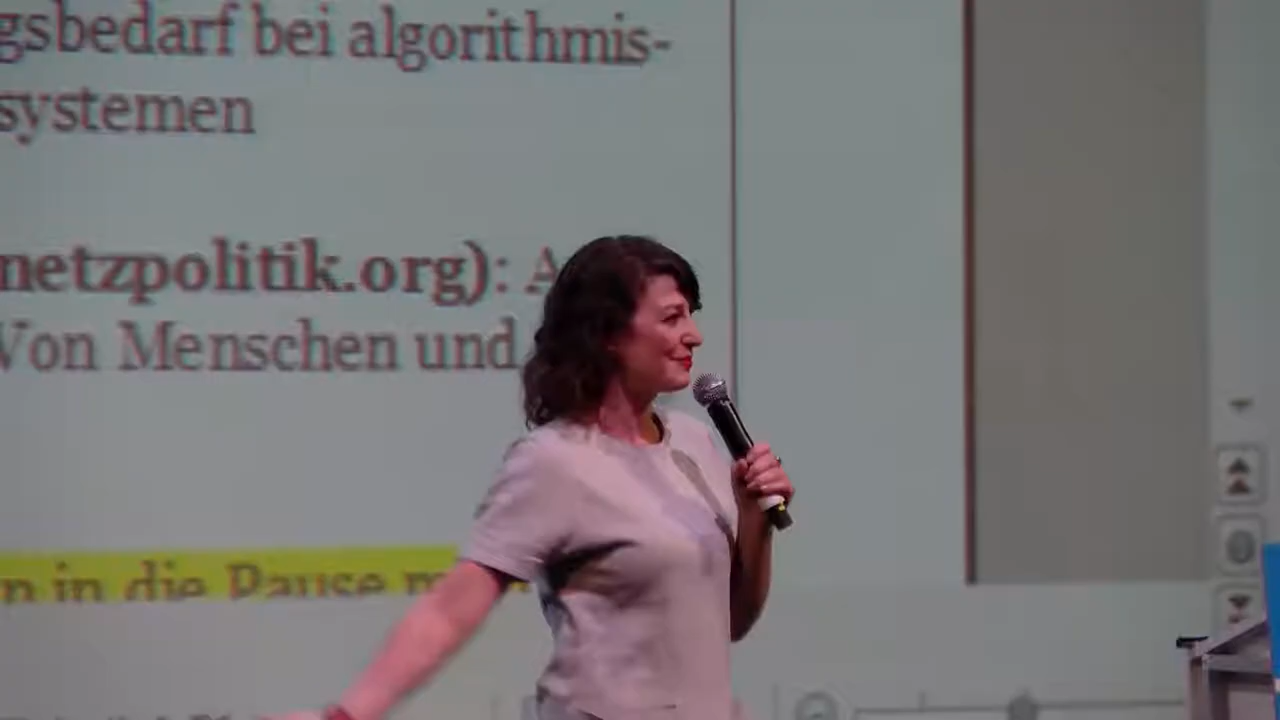 gsbedarf bei algorithmis-
systemen
netzpolitik.org): A
Von Menschen und
n in die Pause m